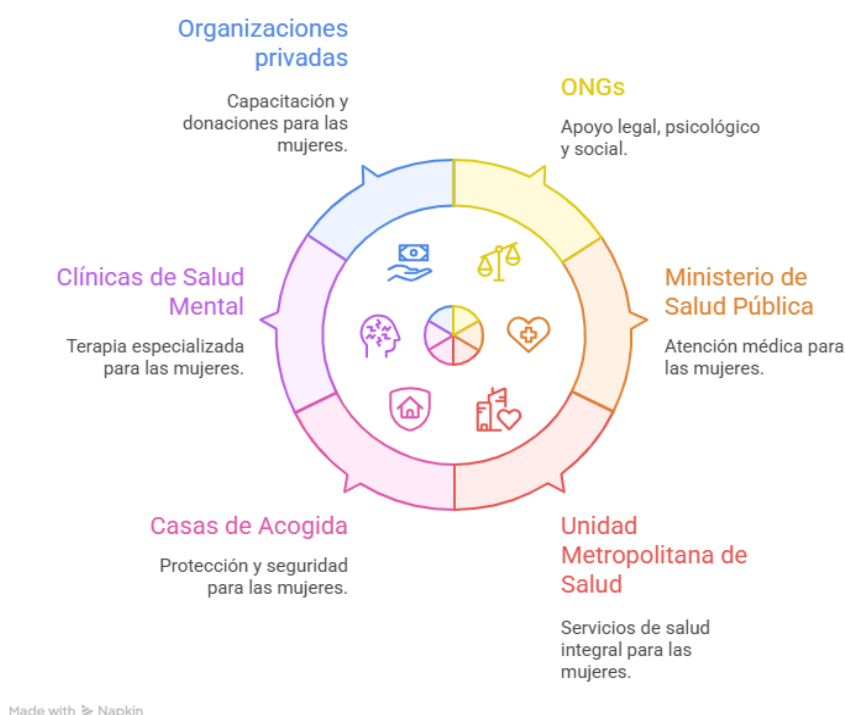 Organizaciones
privadas
Capacitación y
donaciones para las
mujeres.
ONGs
Apoyo legal, psicológico
y social.
Clínicas de Salud
Mental
Terapia especializada
para las mujeres.
Ministerio de
Salud Pública
Atención médica para
las mujeres.
Casas de Acogida
Protección y seguridad
para las mujeres.
Unidad
Metropolitana de
Salud
Servicios de salud
integral para las
mujeres.
Made with Napkin